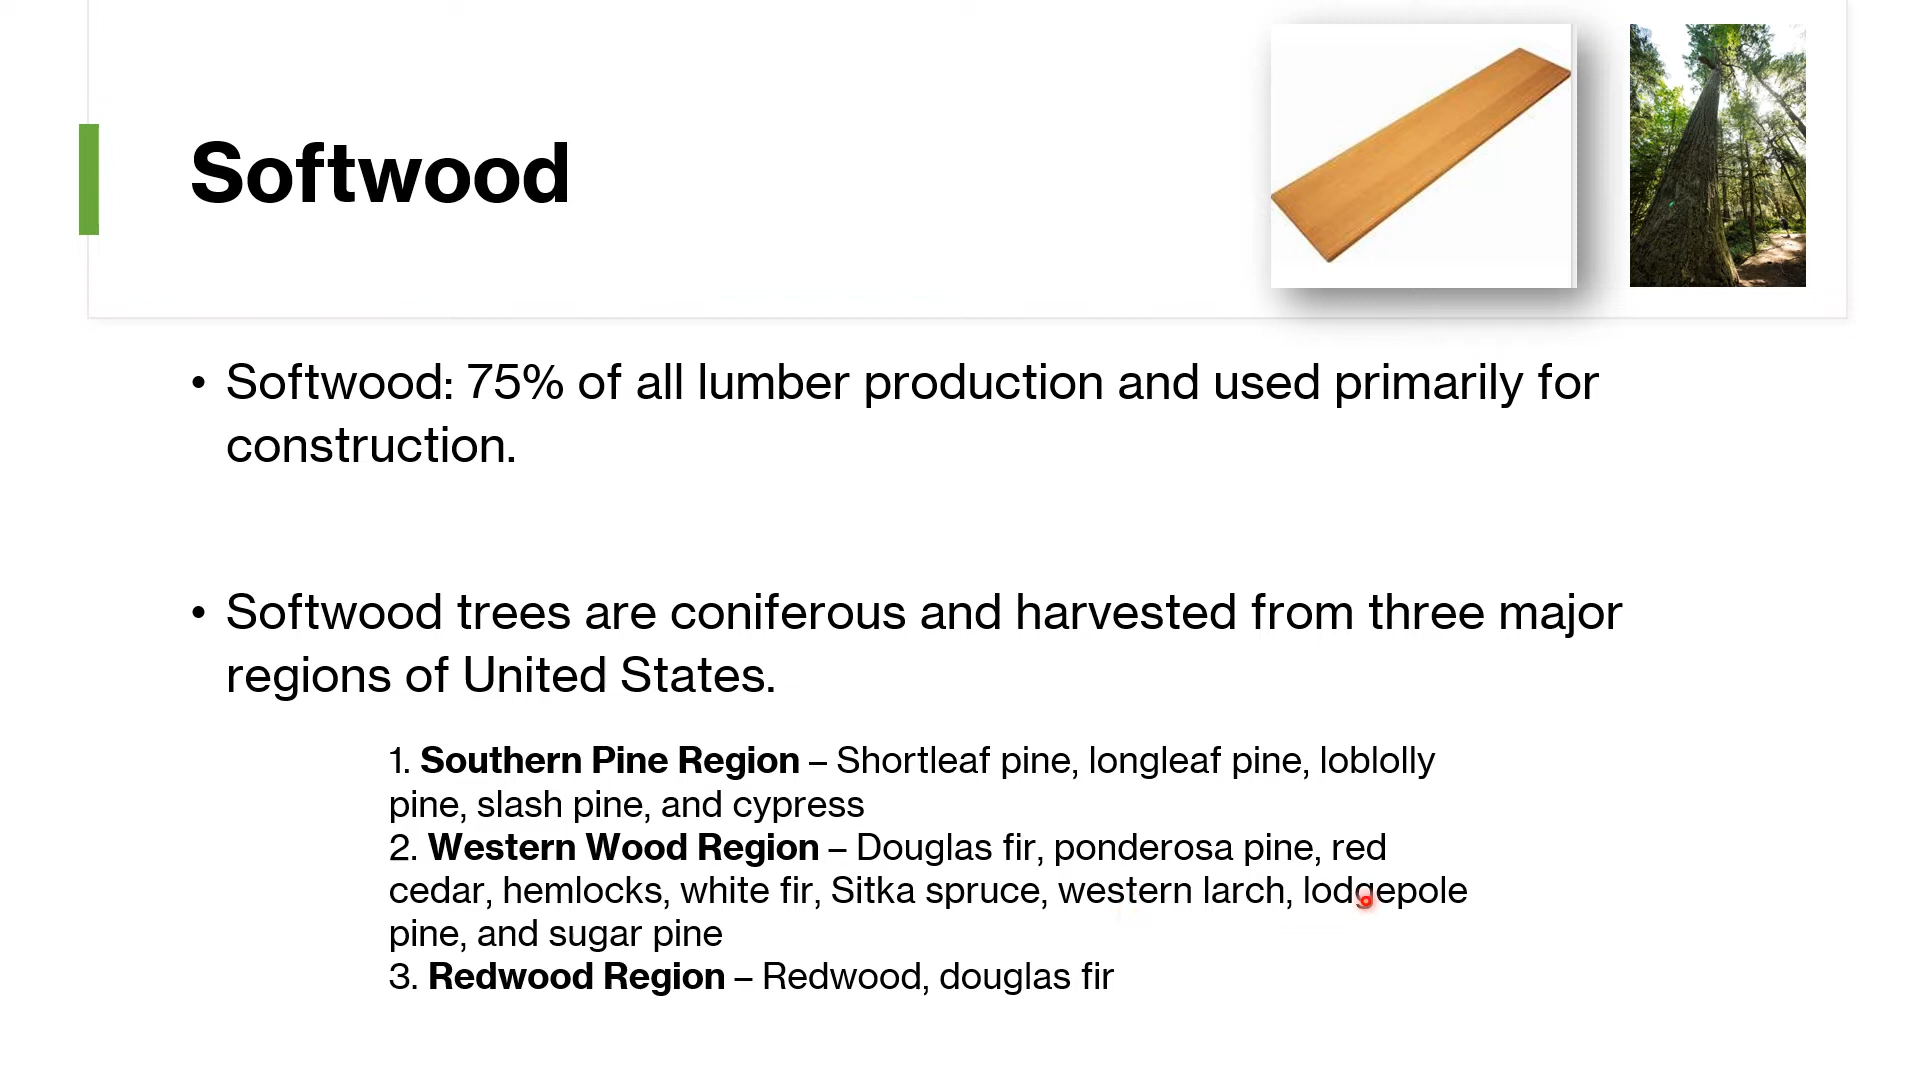 Softwood
• Softwood: 75% of all lumber production and used primarily for
construction.
• Softwood trees are coniferous and harvested from three major
regions of United States.
1. Southern Pine Region – Shortleaf pine, longleaf pine, loblolly
pine, slash pine, and cypress
2. Western Wood Region – Douglas fir, ponderosa pine, red
cedar, hemlocks, white fir, Sitka spruce, western larch, lodgepole
pine, and sugar pine
3. Redwood Region – Redwood, douglas fir